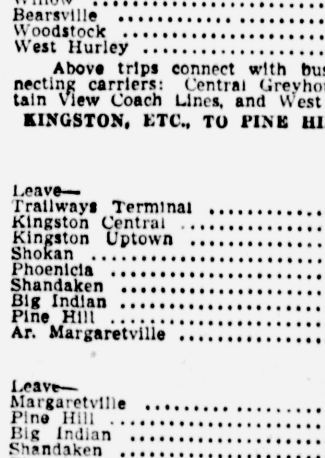 Willow ..................
Bearsville ..................
Woodstock ..................
West Hurley ..................
Above trips connect with bus
necting carriers: Central Greyhou
tain View Coach Lines, and West
KINGSTON, ETC., TO PINE HI
Leave—
Trailways Terminal ............
Kingston Central ..............
Kingston Uptown ..............
Shokan ..................
Phoenicia ..................
Shandaken ..................
Big Indian ..................
Pine Hill ..................
Ar. Margaretville ..............
Leave—
Margaretville ..................
Pine Hill ..................
Big Indian ..................
Shandaken ..................